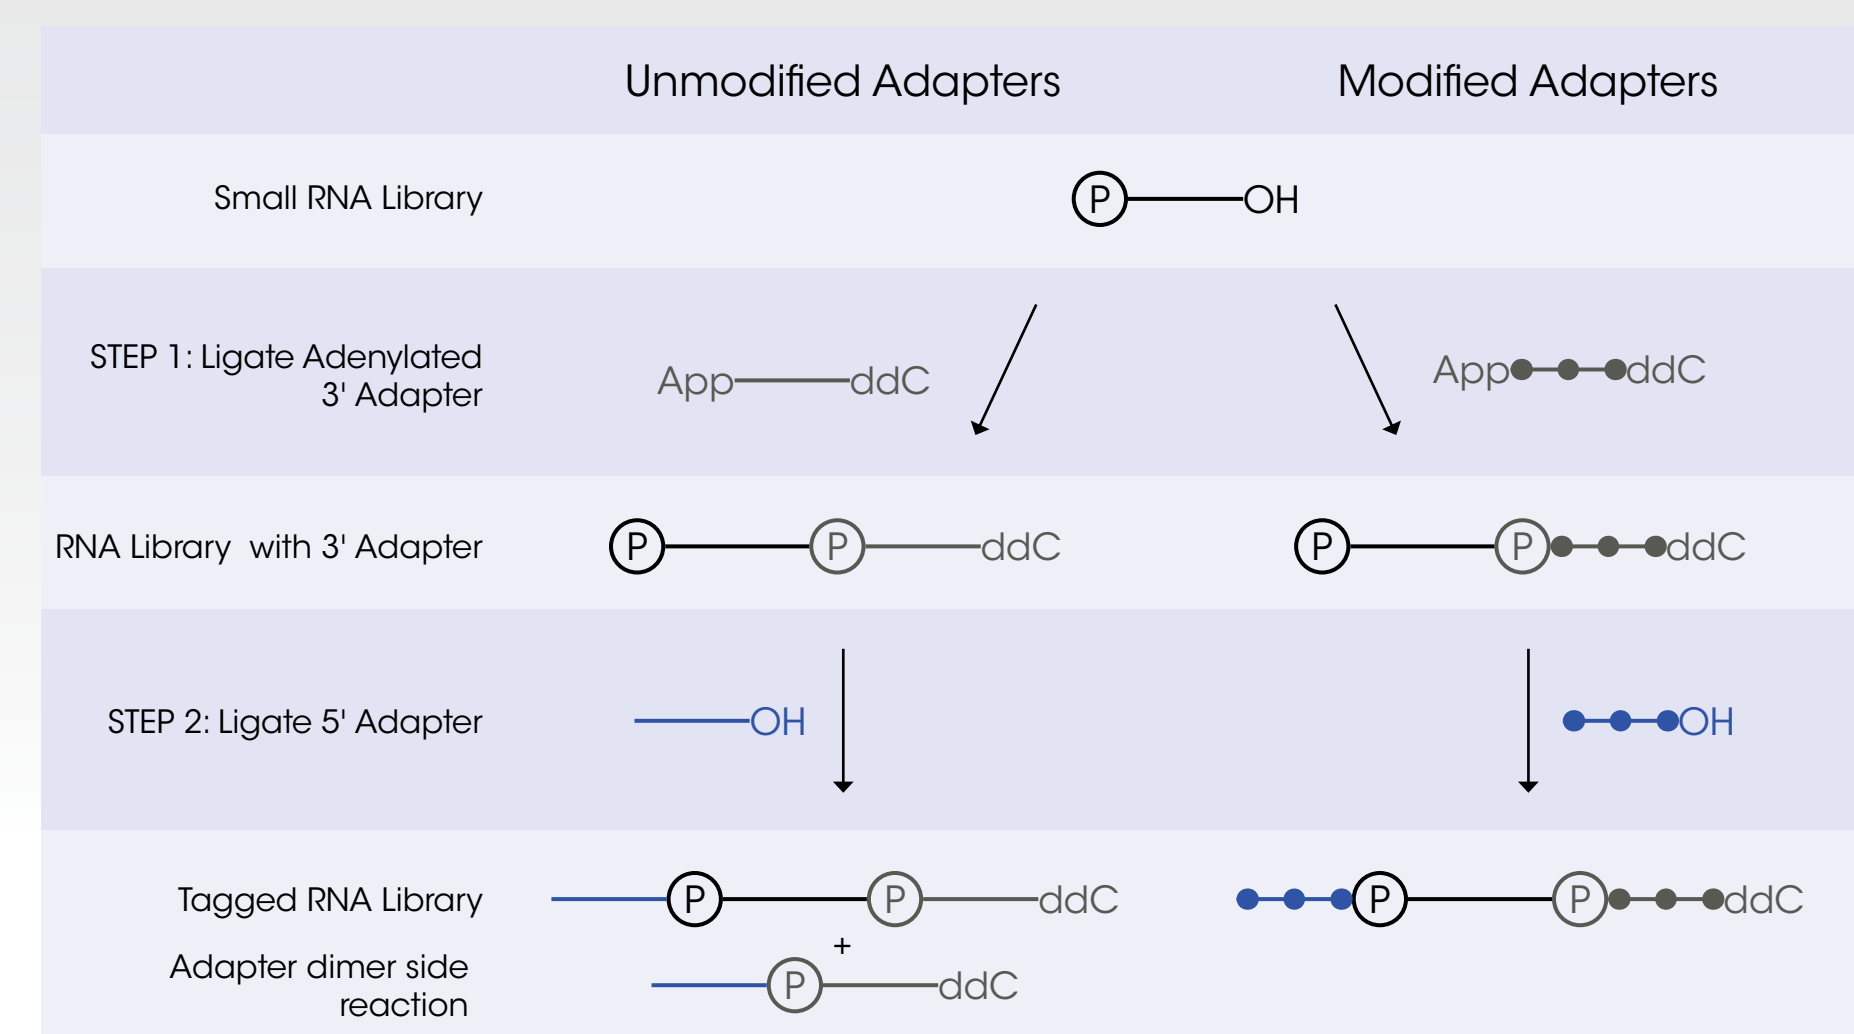 Unmodified Adapters
Modified Adapters
Small RNA Library
P
OH
STEP 1: Ligate Adenylated
3' Adapter
App
ddC
App
ddC
RNA Library with 3' Adapter
P
P
ddC
P
P
ddC
STEP 2: Ligate 5' Adapter
OH
OH
Tagged RNA Library
P
P
ddC
P
P
ddC
+
Adapter dimer side
reaction
P
ddC